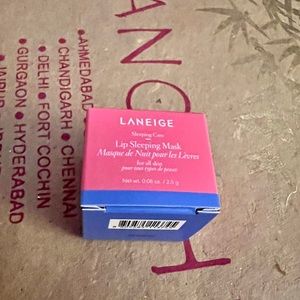 LANEIGE
Sleeping Care
Lip Sleeping Mask
Masque de Nuit pour les Lèvres
for all skin
pour tous types de peaux
Net wt. 0.08 oz. / 2.5 g
ANO
H
•AHMEDABAD
• CHANDIGARH • CHENNAI
• DELHI • FORT COCHIN
• GURGAON • HYDERABAD